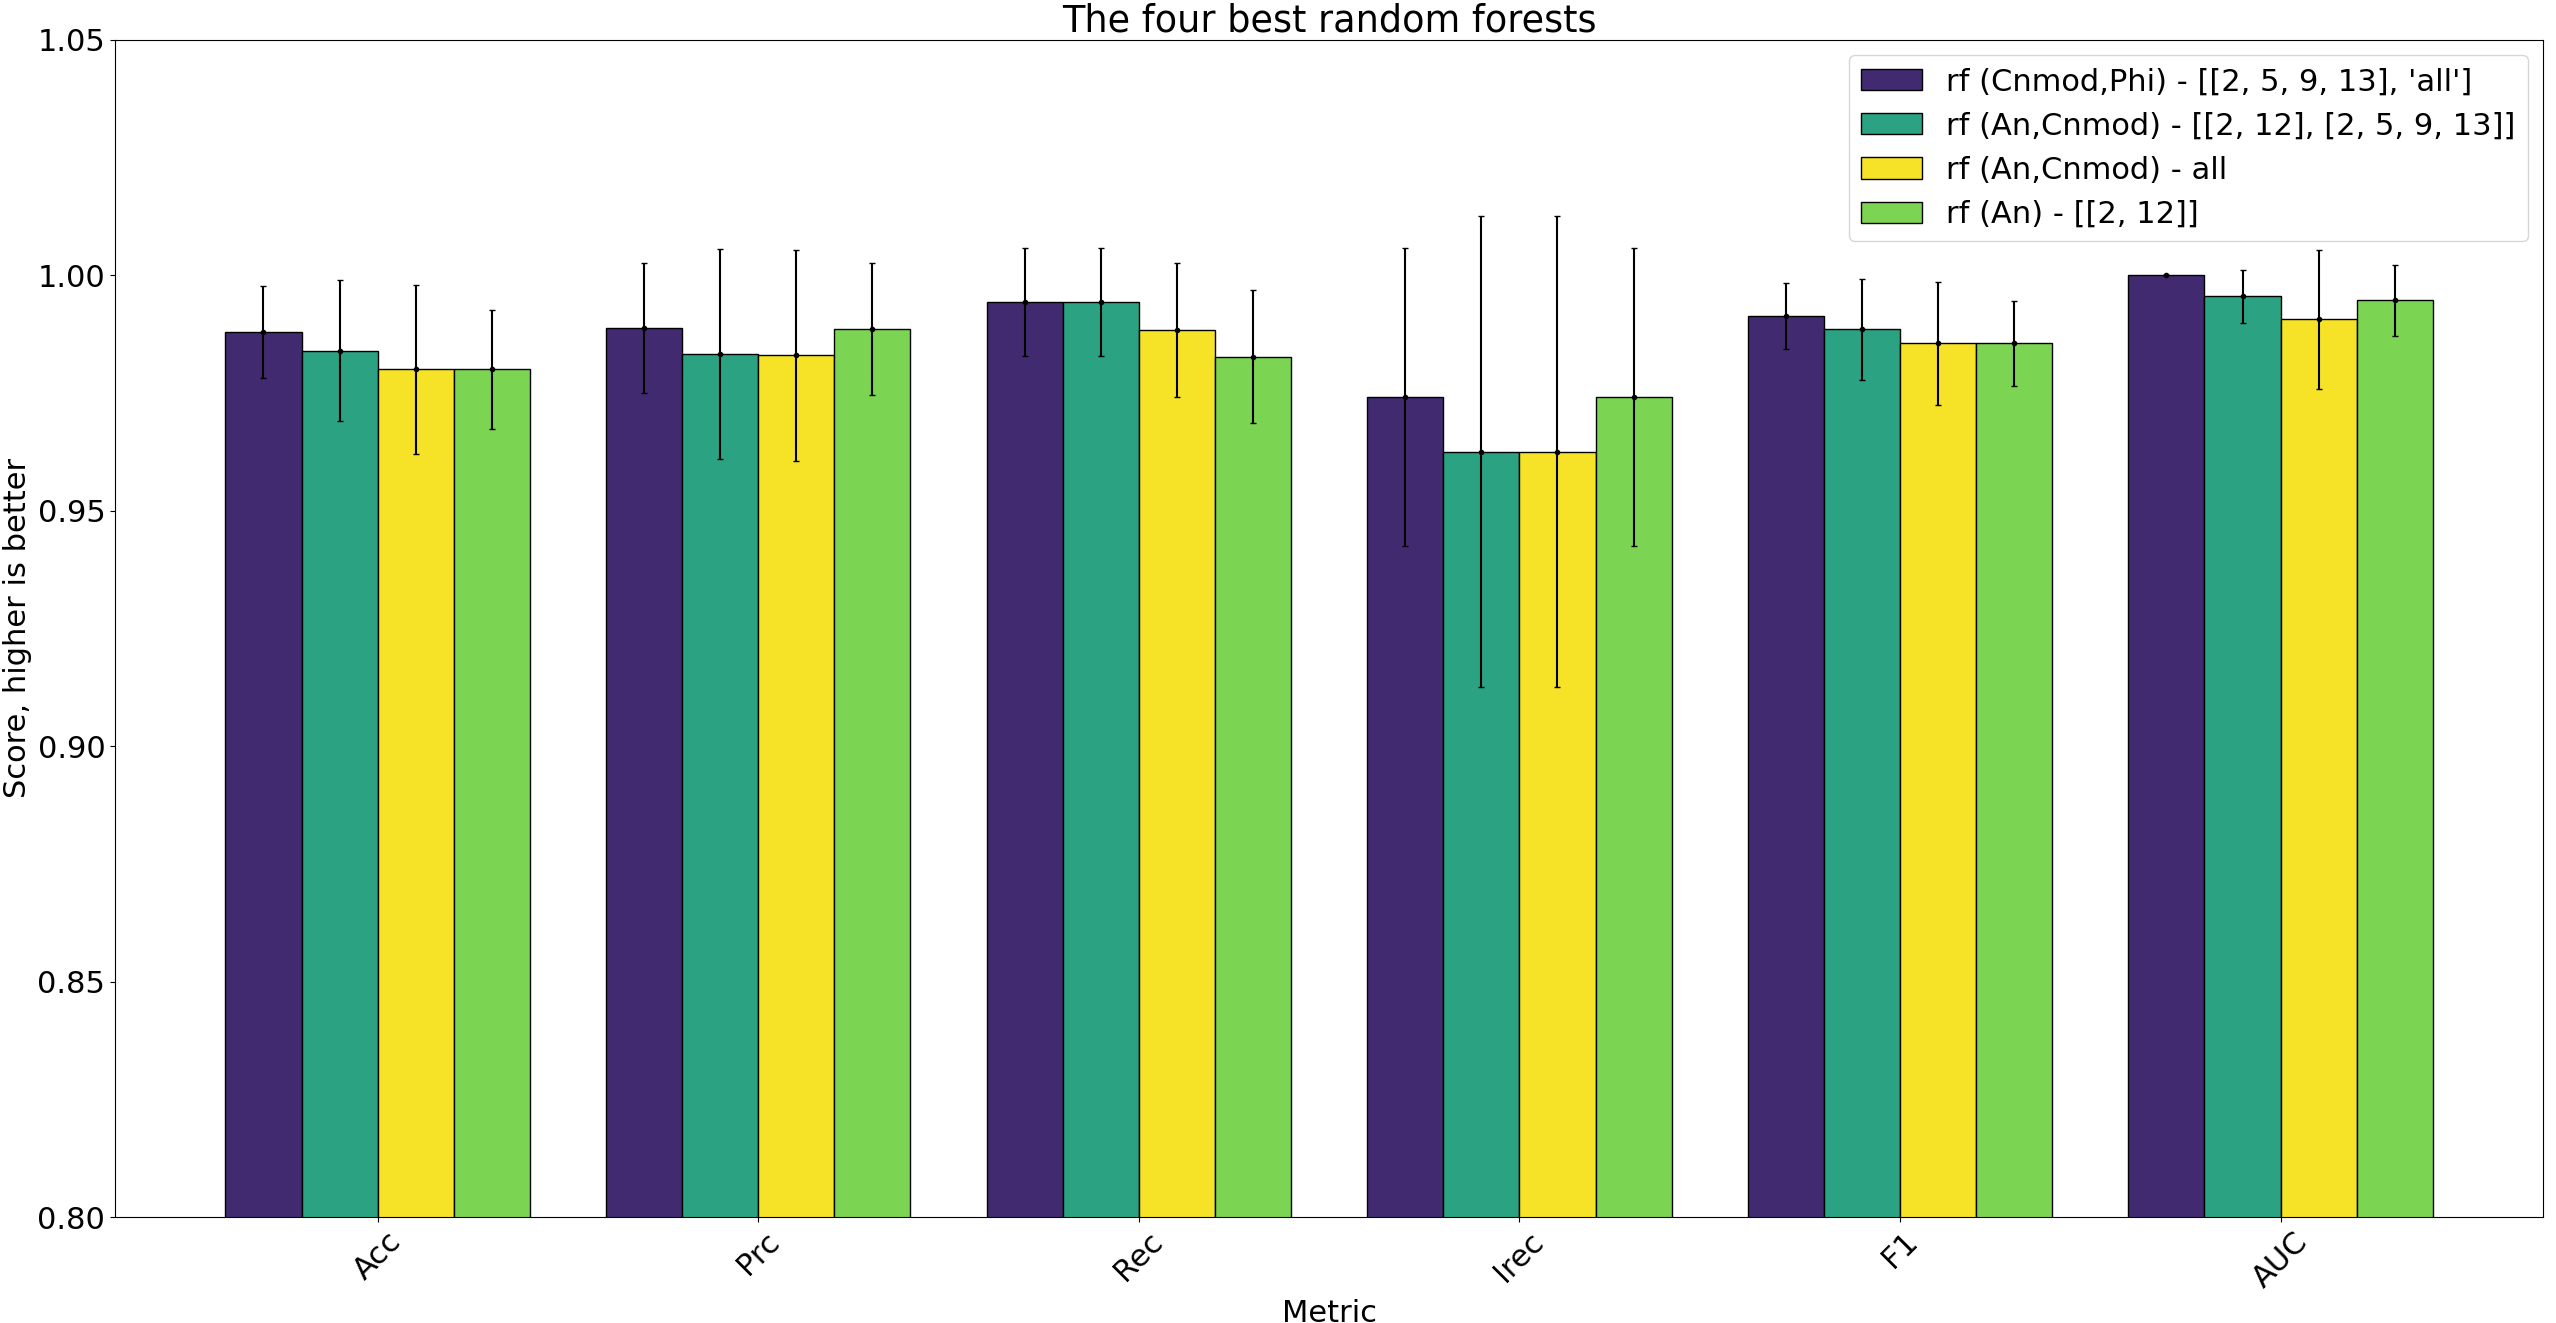 The four best random forests
1.05
1.00
0.95
0.90
0.85
0.80
Score, higher is better
rf (Cnmod,Phi) - [[2, 5, 9, 13], 'all']
rf (An,Cnmod) - [[2, 12], [2, 5, 9, 13]]
rf (An,Cnmod) - all
rf (An) - [[2, 12]]
Acc
Prc
Rec
Irec
F1
AUC
Metric